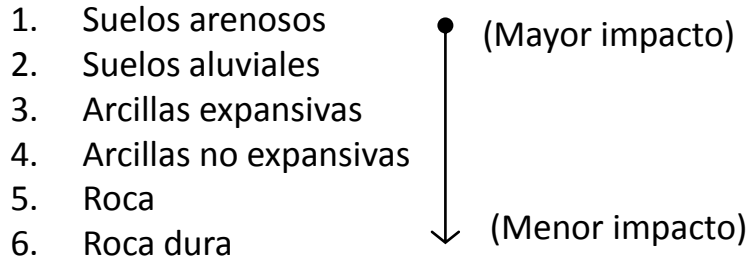 1. Suelos arenosos
(Mayor impacto)
2. Suelos aluviales
3. Arcillas expansivas
4. Arcillas no expansivas
5. Roca
6. Roca dura
(Menor impacto)